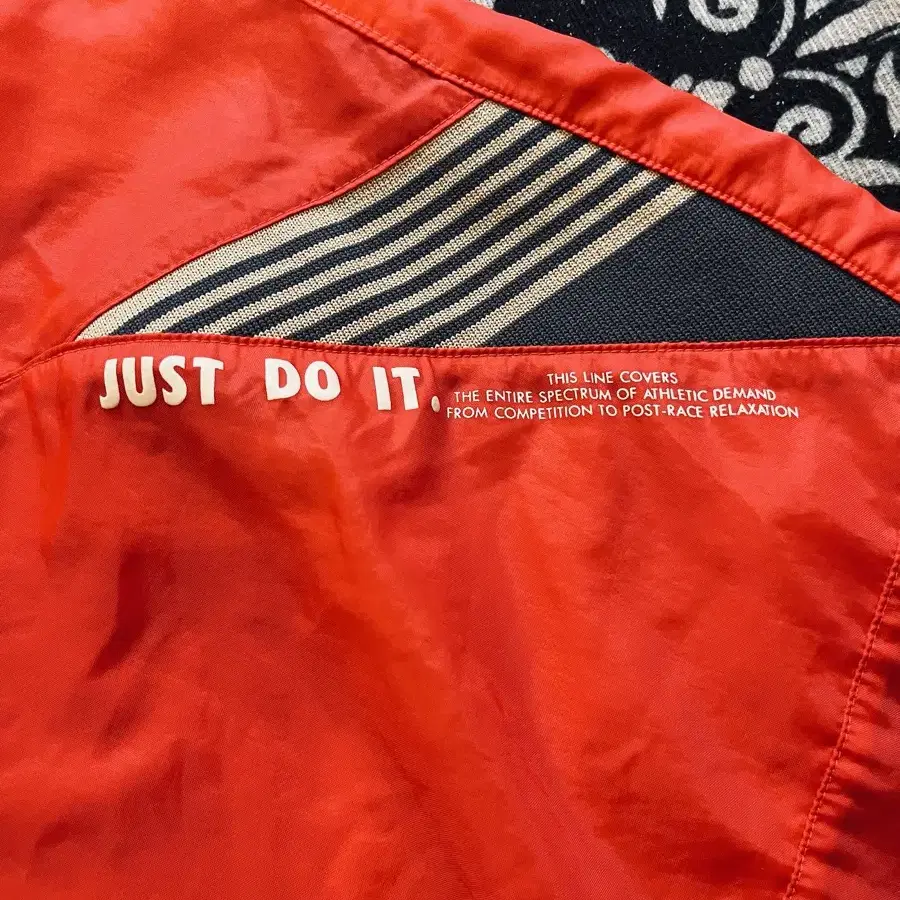 JUST DO IT.
THIS LINE COVERS
THE ENTIRE SPECTRUM OF ATHLETIC DEMAND
FROM COMPETITION TO POST-RACE RELAXATION